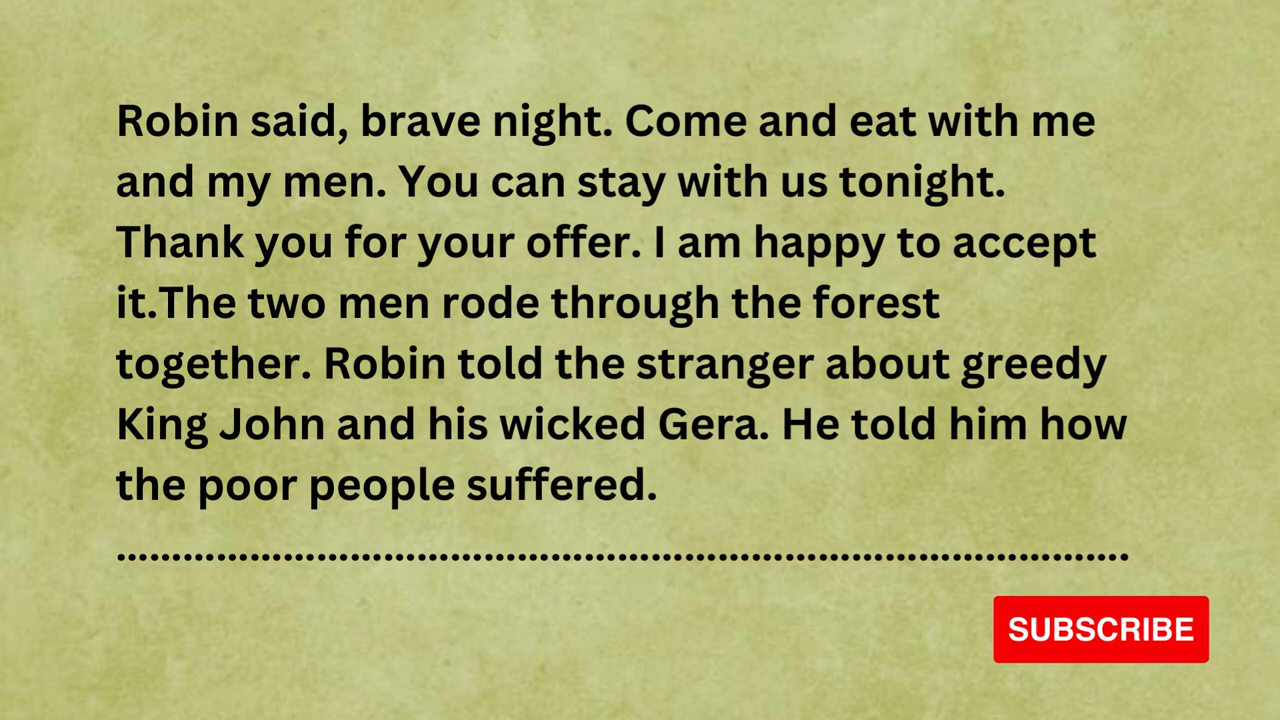 Robin said, brave night. Come and eat with me
and my men. You can stay with us tonight.
Thank you for your offer. I am happy to accept
it.The two men rode through the forest
together. Robin told the stranger about greedy
King John and his wicked Gera. He told him how
the poor people suffered.
...........................................................................................
SUBSCRIBE